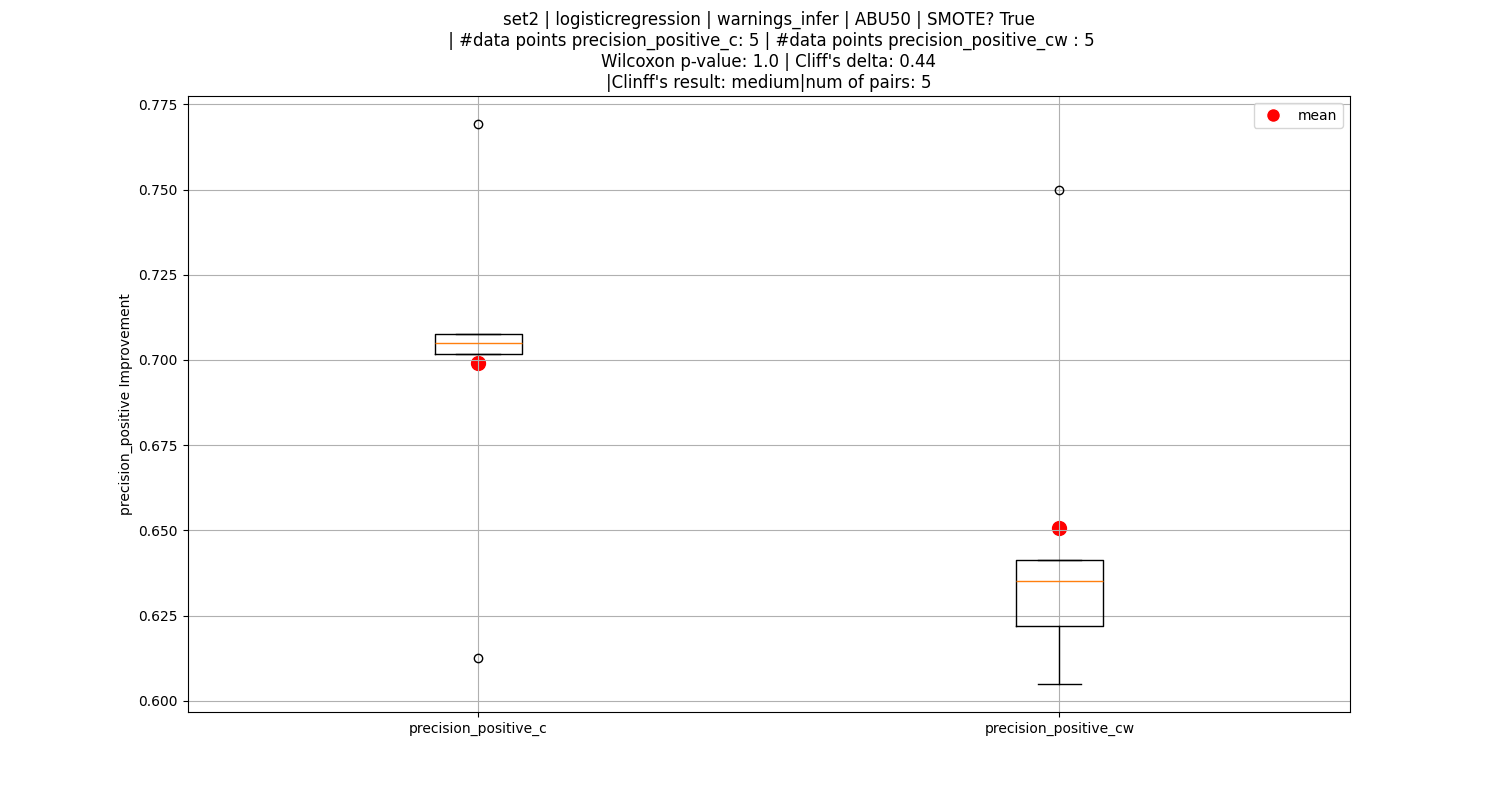 set2 | logisticregression | warnings_infer | ABU50 | SMOTE? True
| #data points precision_positive_c: 5 | #data points precision_positive_cw : 5
Wilcoxon p-value: 1.0 | Cliff's delta: 0.44
|Clinff's result: medium|num of pairs: 5
mean
precision_positive Improvement
0.775
0.750
0.725
0.700
0.675
0.650
0.625
0.600
precision_positive_c
precision_positive_cw